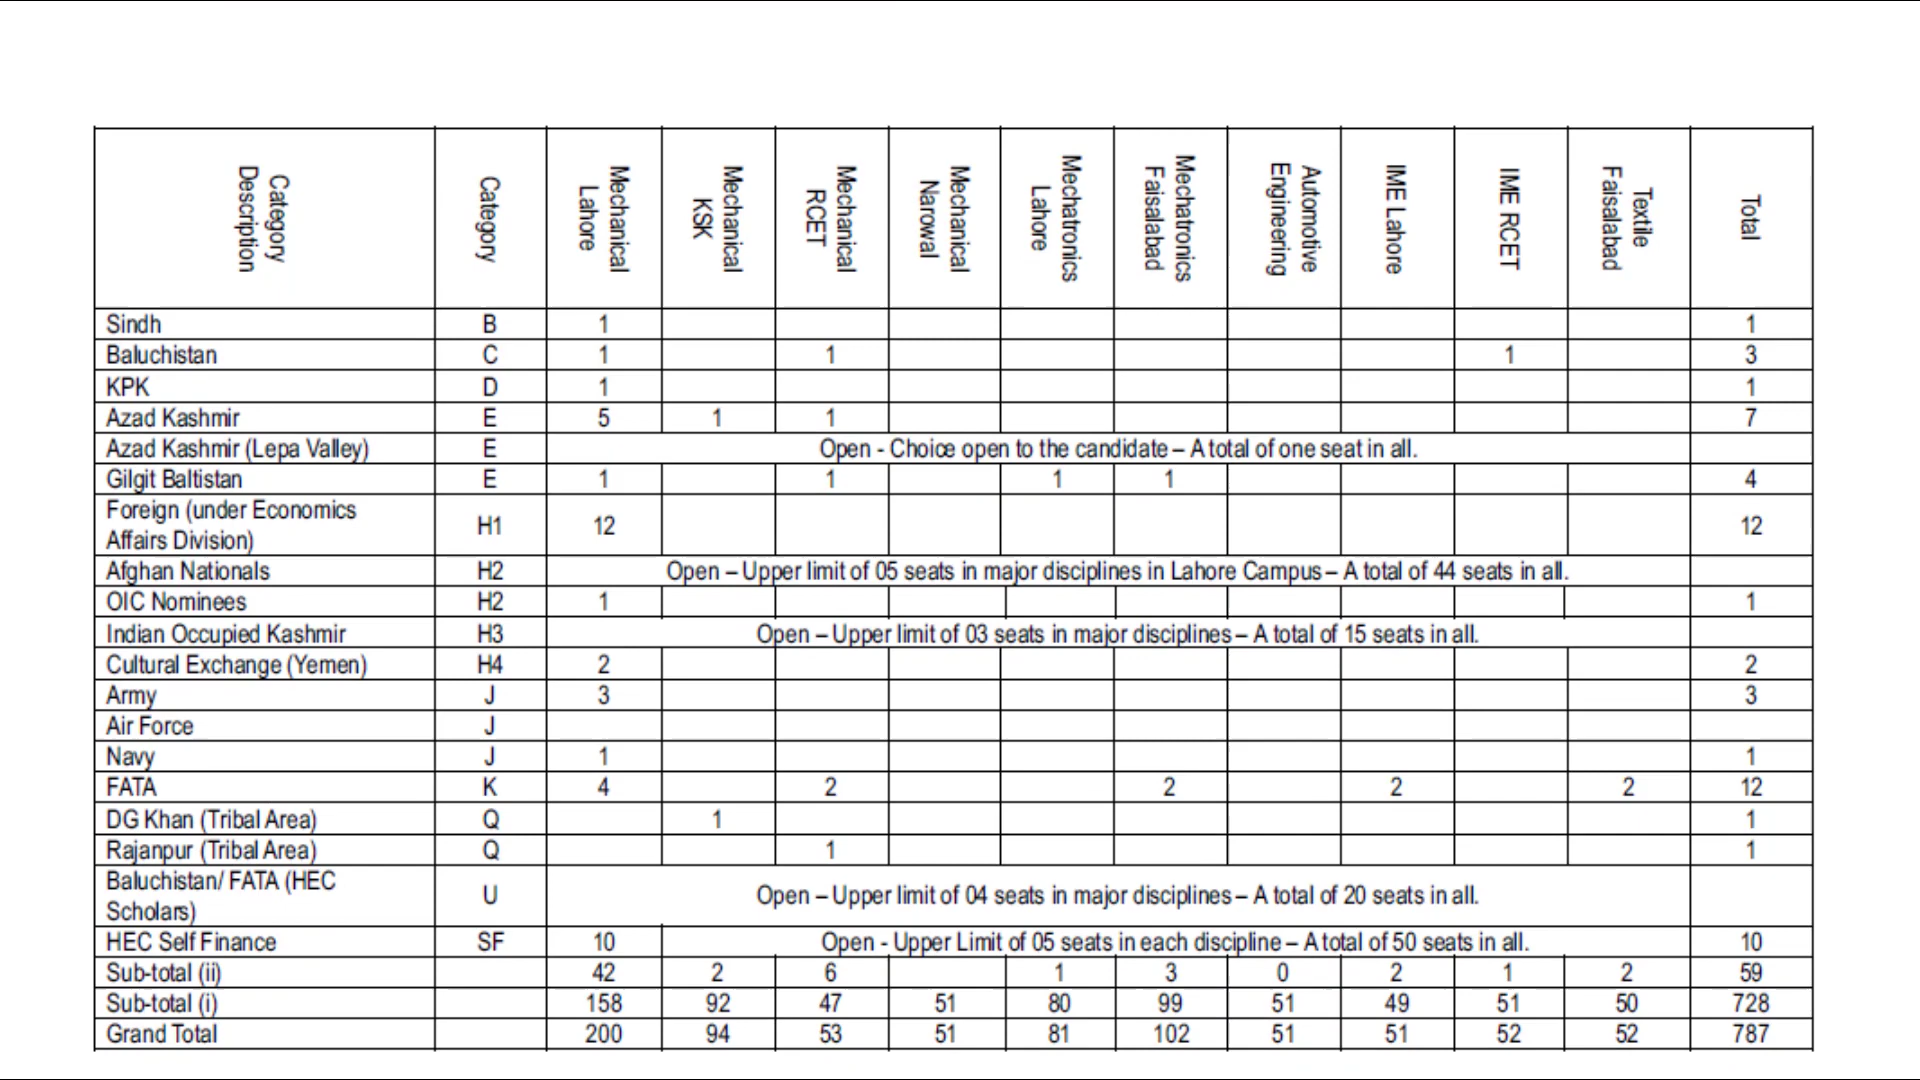 Category Description Category Mechanical Lahore Mechanical KSK Mechanical RCET Mechanical Narowal Mechatronics Lahore Mechatronics Faisalabad Automotive Engineering IME Lahore IME RCET Textile Faisalabad Total
Sindh B 1 1
Baluchistan C 1 1 1 3
KPK D 1 1
Azad Kashmir E 5 1 1 7
Azad Kashmir (Lepa Valley) E Open - Choice open to the candidate – A total of one seat in all.
Gilgit Baltistan E 1 1 1 1 4
Foreign (under Economics
Affairs Division) H1 12 12
Afghan Nationals H2 Open – Upper limit of 05 seats in major disciplines in Lahore Campus – A total of 44 seats in all.
OIC Nominees H2 1 1
Indian Occupied Kashmir H3 Open – Upper limit of 03 seats in major disciplines – A total of 15 seats in all.
Cultural Exchange (Yemen) H4 2 2
Army J 3 3
Air Force J
Navy J 1 1
FATA K 4 2 2 2 2 12
DG Khan (Tribal Area) Q 1 1
Rajanpur (Tribal Area) Q 1 1
Baluchistan/ FATA (HEC
Scholars) U Open – Upper limit of 04 seats in major disciplines – A total of 20 seats in all.
HEC Self Finance SF 10 Open - Upper Limit of 05 seats in each discipline – A total of 50 seats in all. 10
Sub-total (ii) 42 2 6 1 3 0 2 1 2 59
Sub-total (i) 158 92 47 51 80 99 51 49 51 50 728
Grand Total 200 94 53 51 81 102 51 51 52 52 787